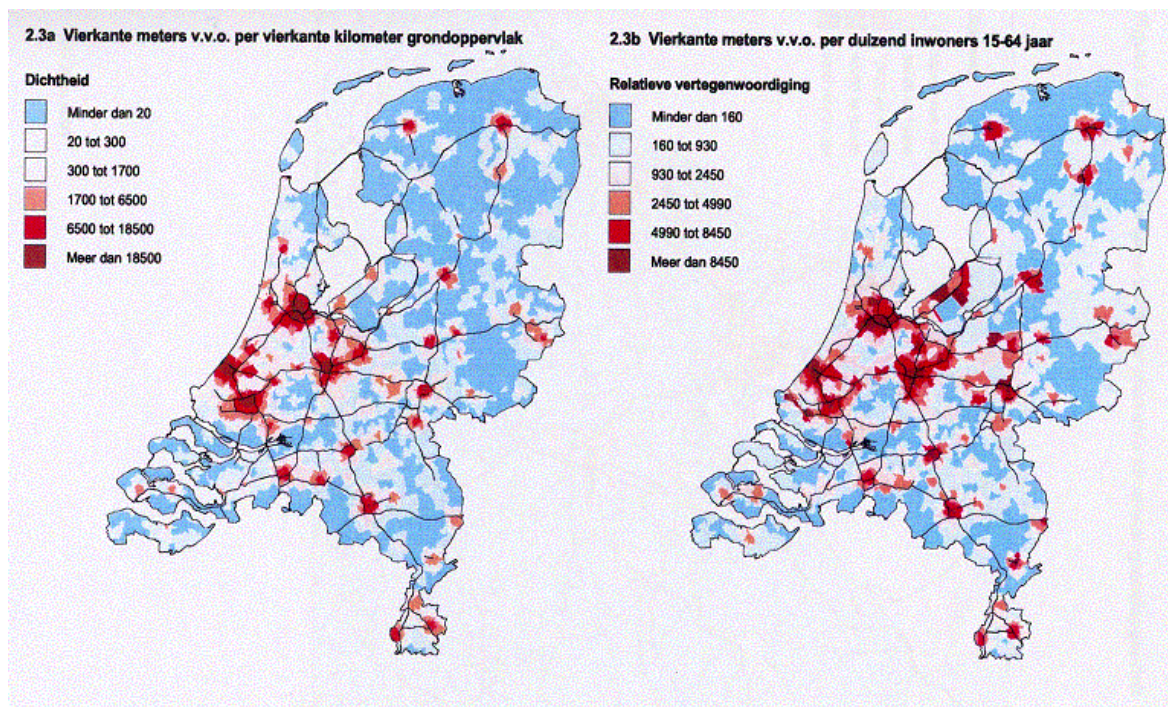 2.3a Vierkante meters v.v.o. per vierkante kilometer grondoppervlak
Dichtheid
Minder dan 20
20 tot 300
300 tot 1700
1700 tot 6500
6500 tot 18500
Meer dan 18500
2.3b Vierkante meters v.v.o. per duizend inwoners 15-64 jaar
Relatieve vertegenwoordiging
Minder dan 160
160 tot 930
930 tot 2450
2450 tot 4990
4990 tot 8450
Meer dan 8450